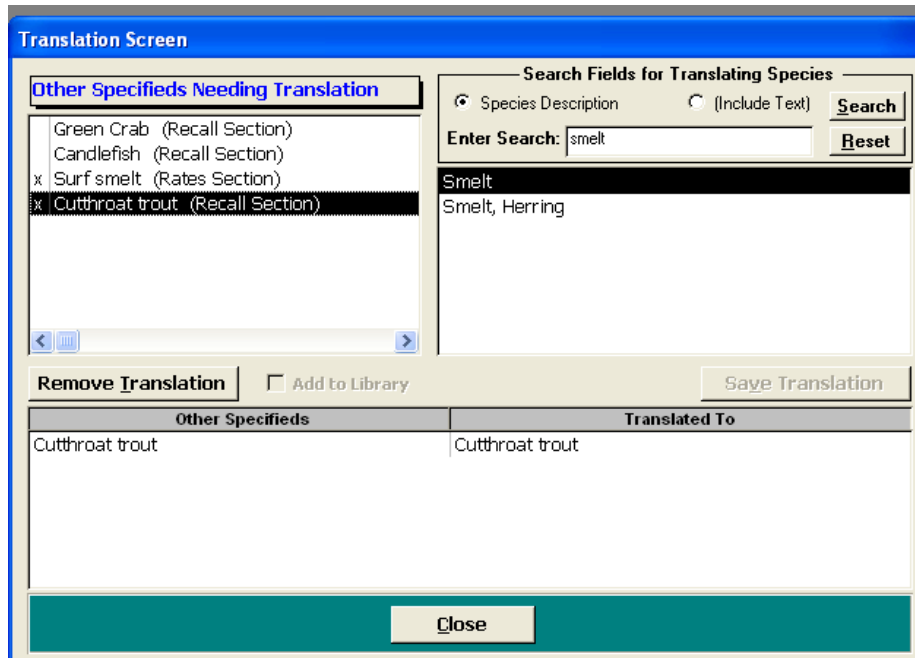 Translation Screen
Other Specifieds Needing Translation
Green Crab (Recall Section)
Candlefish (Recall Section)
x Surf smelt (Rates Section)
x Cutthroat trout (Recall Section)
Search Fields for Translating Species
Species Description (Include Text) Search
Enter Search: smelt Reset
Smelt
Smelt, Herring
Remove Translation Add to Library Save Translation
Other Specifieds Translated To
Cutthroat trout Cutthroat trout
Close